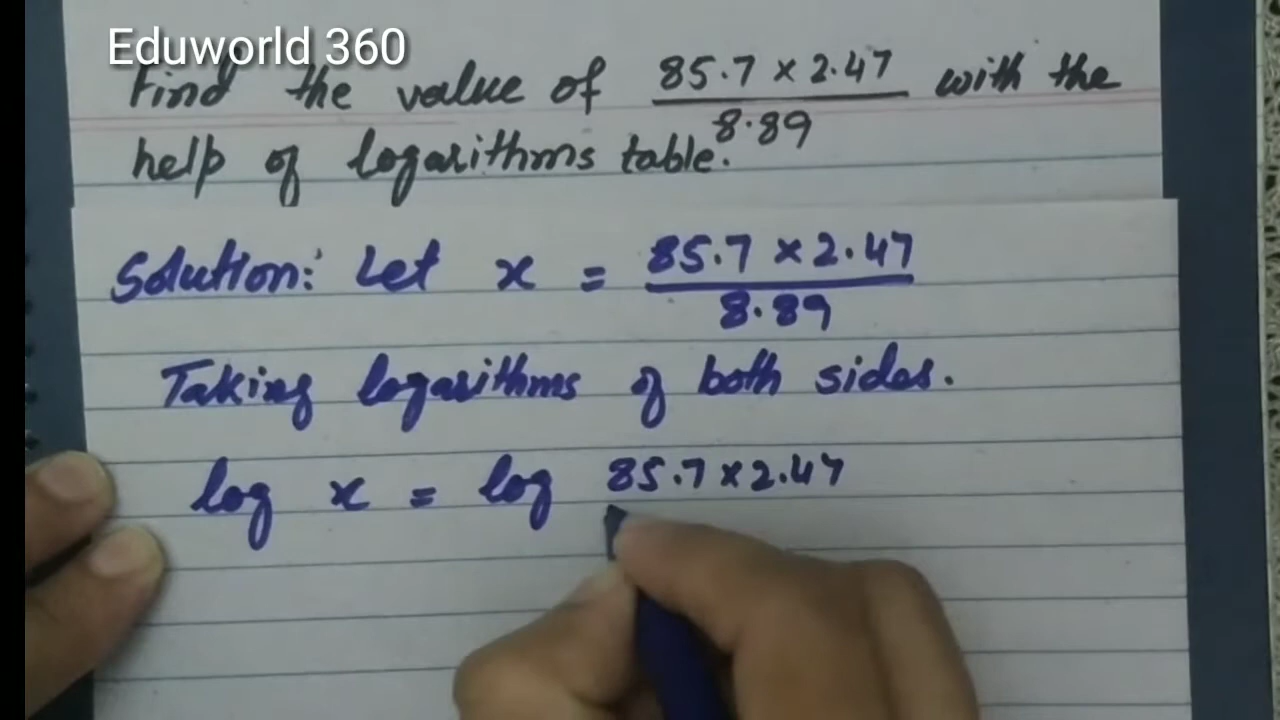 Eduworld 360
Find the value of 85.7 × 2.47 with the
8.89
help of logarithms table.
Solution: Let x = 85.7 × 2.47
8.89
Taking logarithms of both sides.
log x = log 85.7 × 2.47